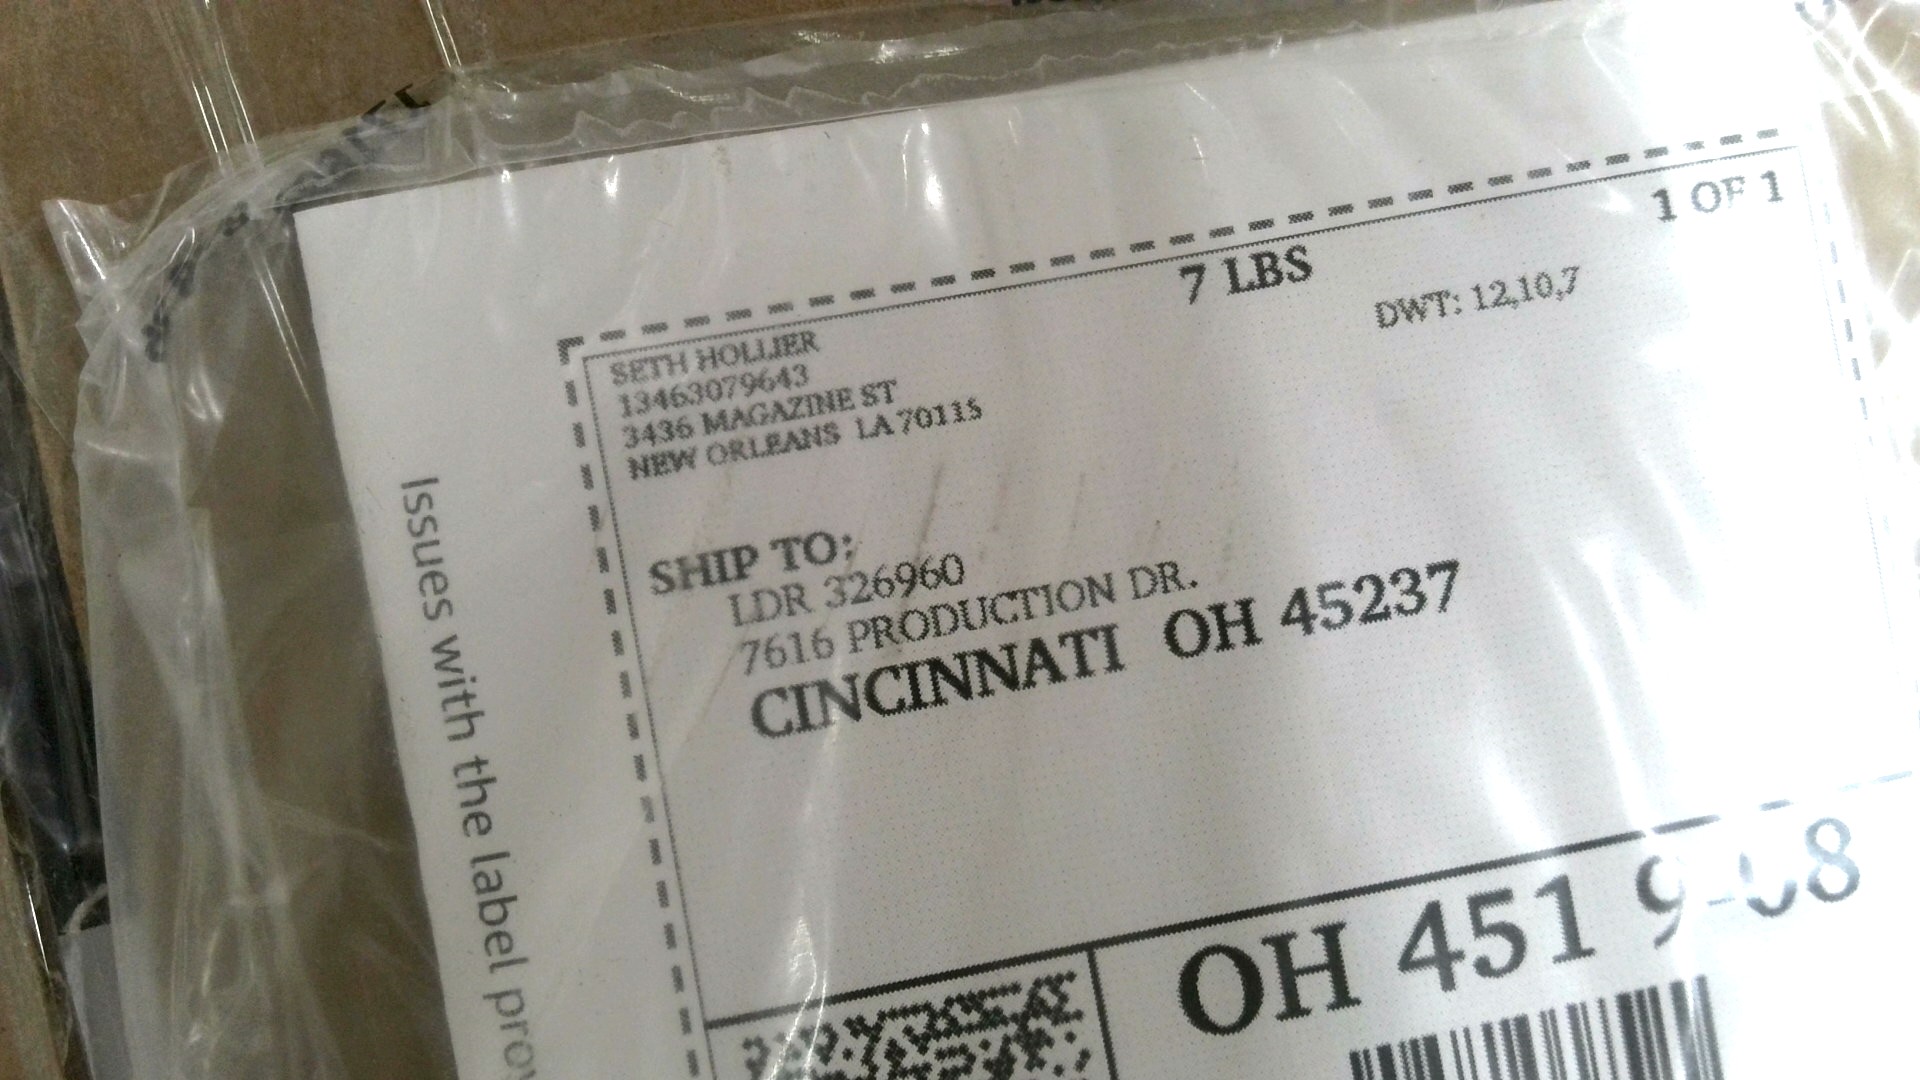 1 OF 1
7 LBS
DWT: 12,10,7
SETH HOLLIER
13463079643
3436 MAGAZINE ST
NEW ORLEANS LA 70115
SHIP TO:
LDR 326960
7616 PRODUCTION DR.
CINCINNATI OH 45237
OH 451
Issues with the label